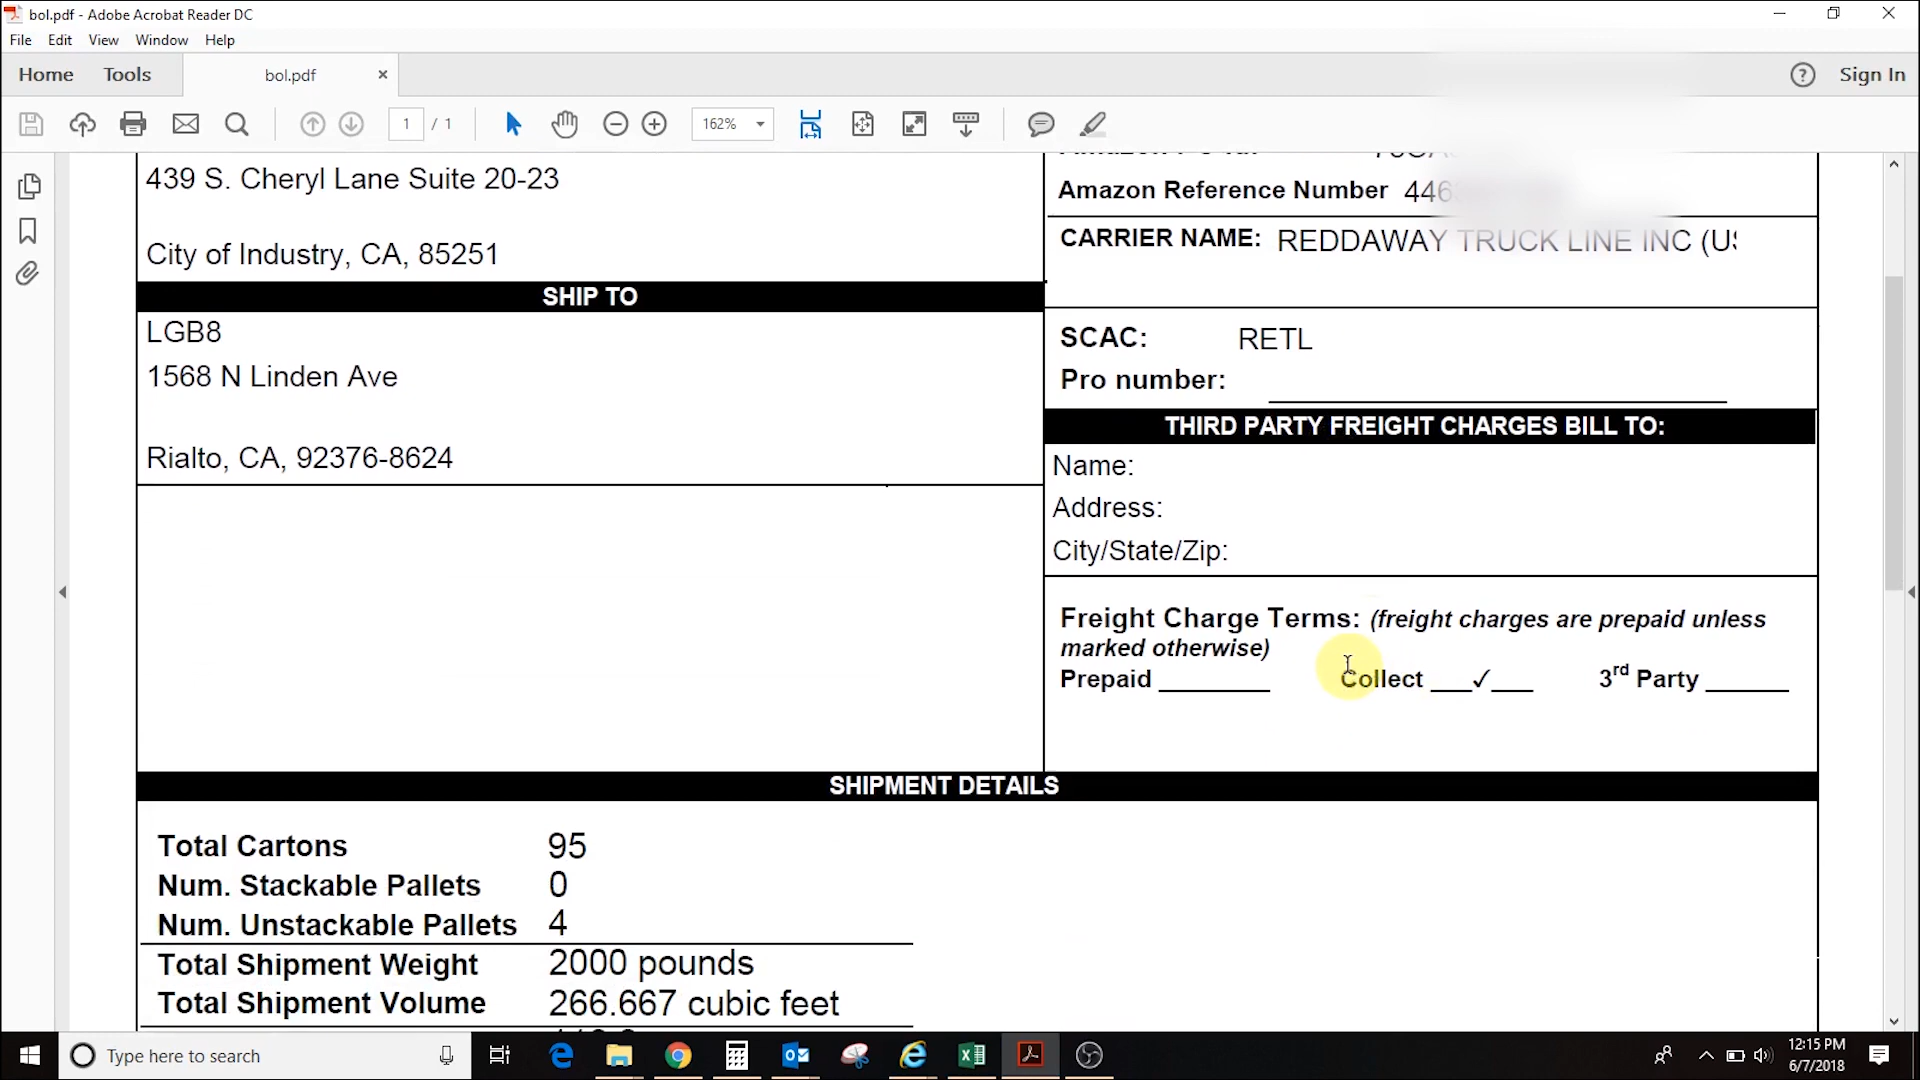 bol.pdf - Adobe Acrobat Reader DC
File Edit View Window Help
Home Tools bol.pdf × ? Sign In
1 / 1 162%
439 S. Cheryl Lane Suite 20-23
City of Industry, CA, 85251
SHIP TO
LGB8
1568 N Linden Ave
Rialto, CA, 92376-8624
Amazon Reference Number 446
CARRIER NAME: REDDAWAY TRUCK LINE INC (US
SCAC: RETL
Pro number:
THIRD PARTY FREIGHT CHARGES BILL TO:
Name:
Address:
City/State/Zip:
Freight Charge Terms: (freight charges are prepaid unless
marked otherwise)
Prepaid ________ Collect ___✓___ 3rd Party ______
SHIPMENT DETAILS
Total Cartons 95
Num. Stackable Pallets 0
Num. Unstackable Pallets 4
Total Shipment Weight 2000 pounds
Total Shipment Volume 266.667 cubic feet
Type here to search
12:15 PM
6/7/2018